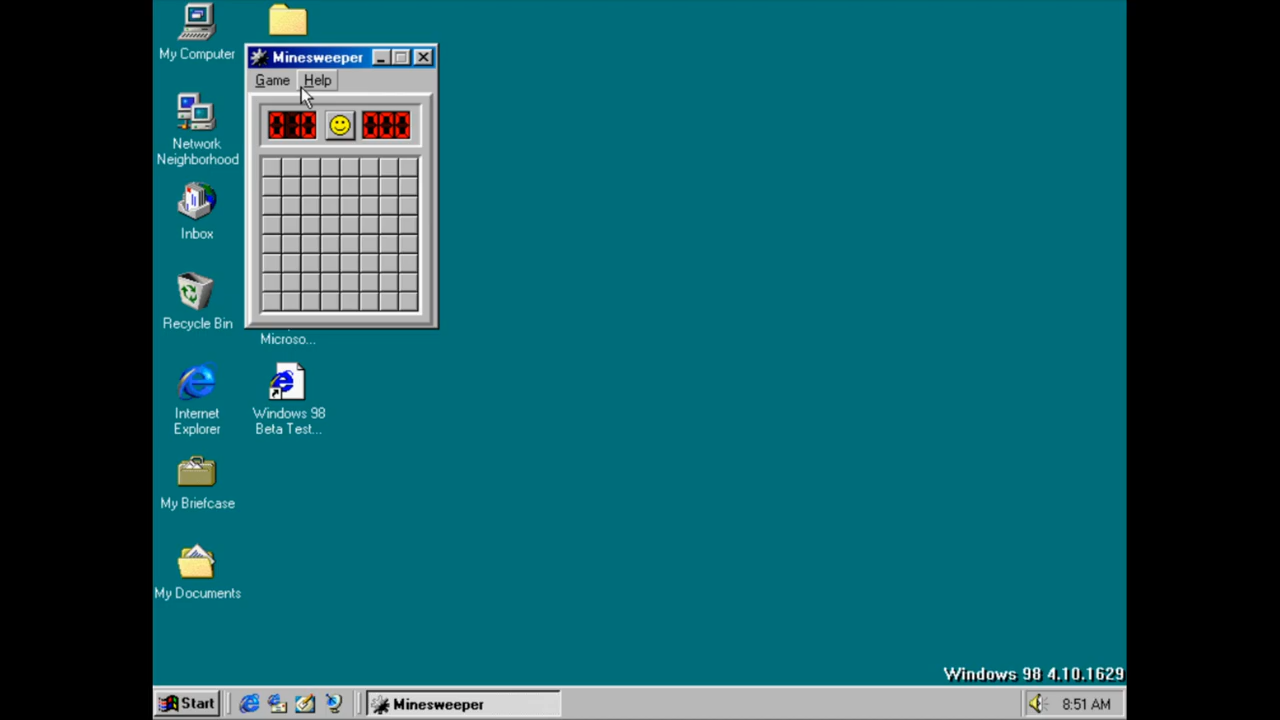 My Computer
Minesweeper
Game Help
010 000
Network
Neighborhood
Inbox
Recycle Bin
Microso...
Internet
Explorer
Windows 98
Beta Test...
My Briefcase
My Documents
Windows 98 4.10.1629
Start
Minesweeper
8:51 AM